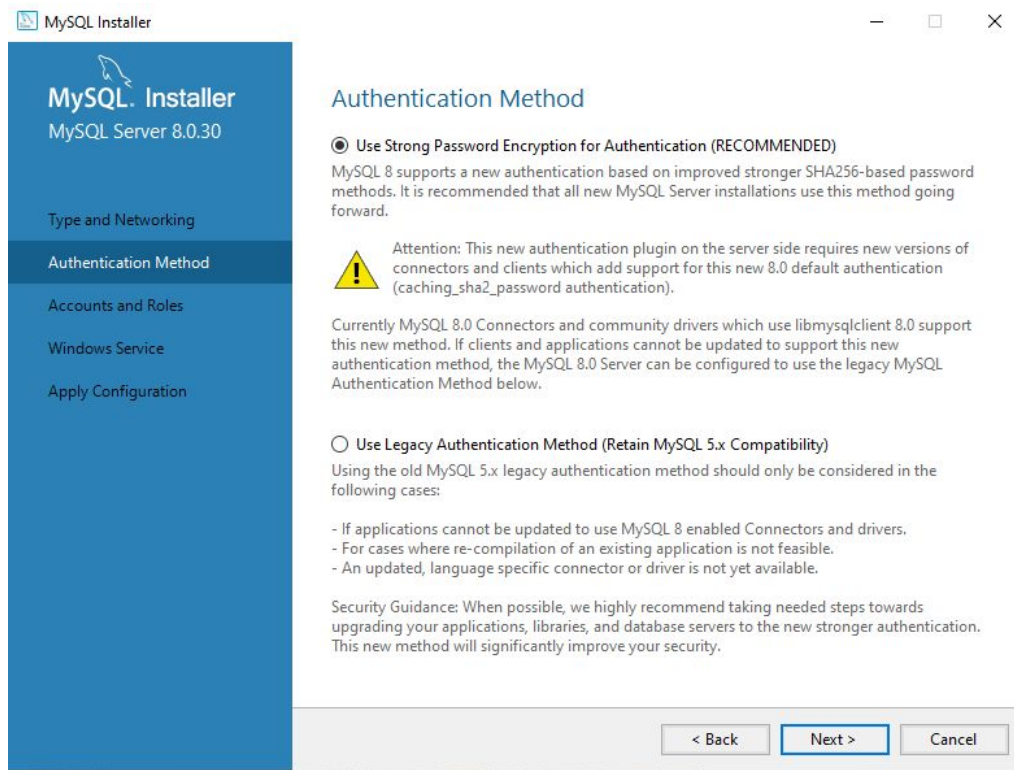 MySQL Installer
MySQL. Installer
MySQL Server 8.0.30
Type and Networking
Authentication Method
Accounts and Roles
Windows Service
Apply Configuration
Authentication Method
Use Strong Password Encryption for Authentication (RECOMMENDED)
MySQL 8 supports a new authentication based on improved stronger SHA256-based password
methods. It is recommended that all new MySQL Server installations use this method going
forward.
Attention: This new authentication plugin on the server side requires new versions of
connectors and clients which add support for this new 8.0 default authentication
(caching_sha2_password authentication).
Currently MySQL 8.0 Connectors and community drivers which use libmysqlclient 8.0 support
this new method. If clients and applications cannot be updated to support this new
authentication method, the MySQL 8.0 Server can be configured to use the legacy MySQL
Authentication Method below.
Use Legacy Authentication Method (Retain MySQL 5.x Compatibility)
Using the old MySQL 5.x legacy authentication method should only be considered in the
following cases:
- If applications cannot be updated to use MySQL 8 enabled Connectors and drivers.
- For cases where re-compilation of an existing application is not feasible.
- An updated, language specific connector or driver is not yet available.
Security Guidance: When possible, we highly recommend taking needed steps towards
upgrading your applications, libraries, and database servers to the new stronger authentication.
This new method will significantly improve your security.
< Back
Next >
Cancel